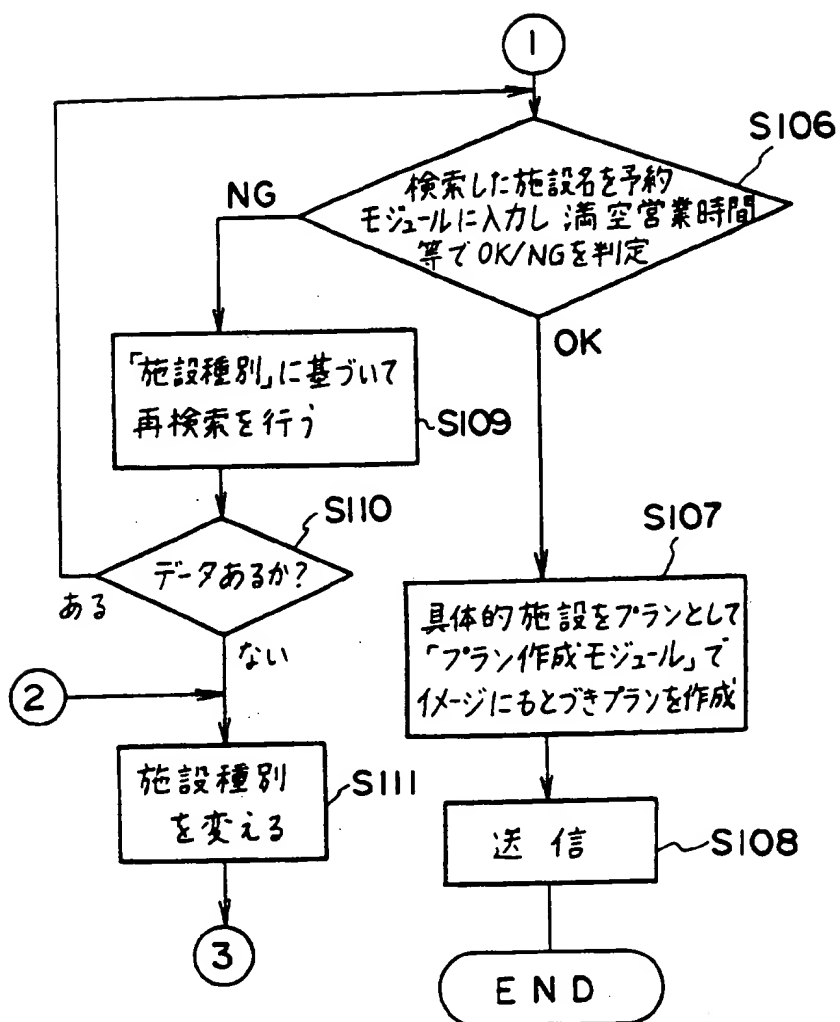 1
S106
検索した施設名を予約
モジュールに入力し 満空営業時間
等で OK/NGを判定
NG
OK
「施設種別」に基づいて
再検索を行う
S109
S110
データあるか?
ある
ない
2
施設種別
を変える
S111
3
S107
具体的施設をプランとして
「プラン作成モジュール」で
イメージにもとづきプランを作成
送信
S108
END